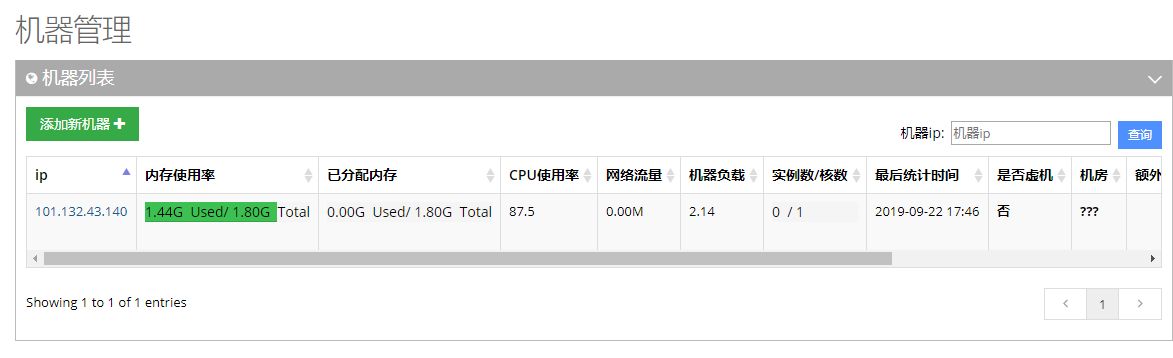 机器管理
机器列表
添加新机器
机器ip: 机器ip 查询
ip 内存使用率 已分配内存 CPU使用率 网络流量 机器负载 实例数/核数 最后统计时间 是否虚机 机房 额外
101.132.43.140 1.44G Used/ 1.80G Total 0.00G Used/ 1.80G Total 87.5 0.00M 2.14 0 / 1 2019-09-22 17:46 否 ???
Showing 1 to 1 of 1 entries
1